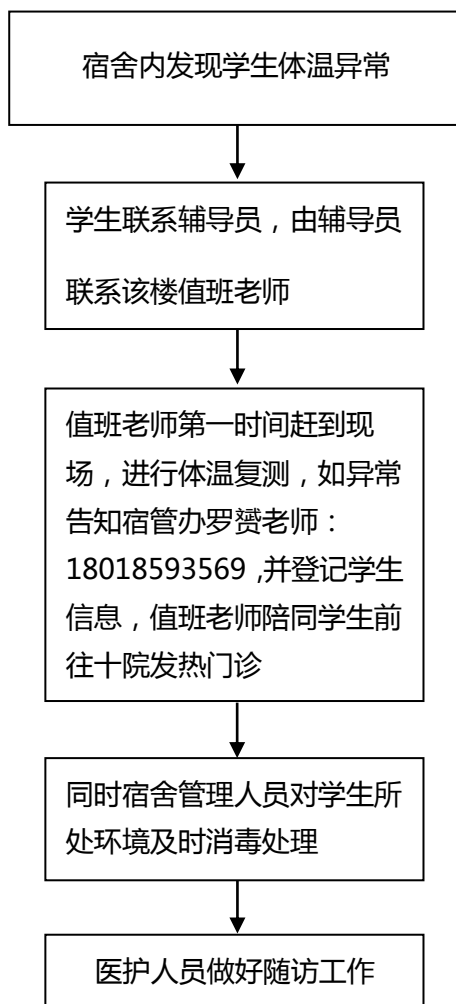 宿舍内发现学生体温异常
学生联系辅导员，由辅导员
联系该楼值班老师
值班老师第一时间赶到现
场，进行体温复测，如异常
告知宿管办罗赟老师：
18018593569 ,并登记学生
信息，值班老师陪同学生前
往十院发热门诊
同时宿舍管理人员对学生所
处环境及时消毒处理
医护人员做好随访工作